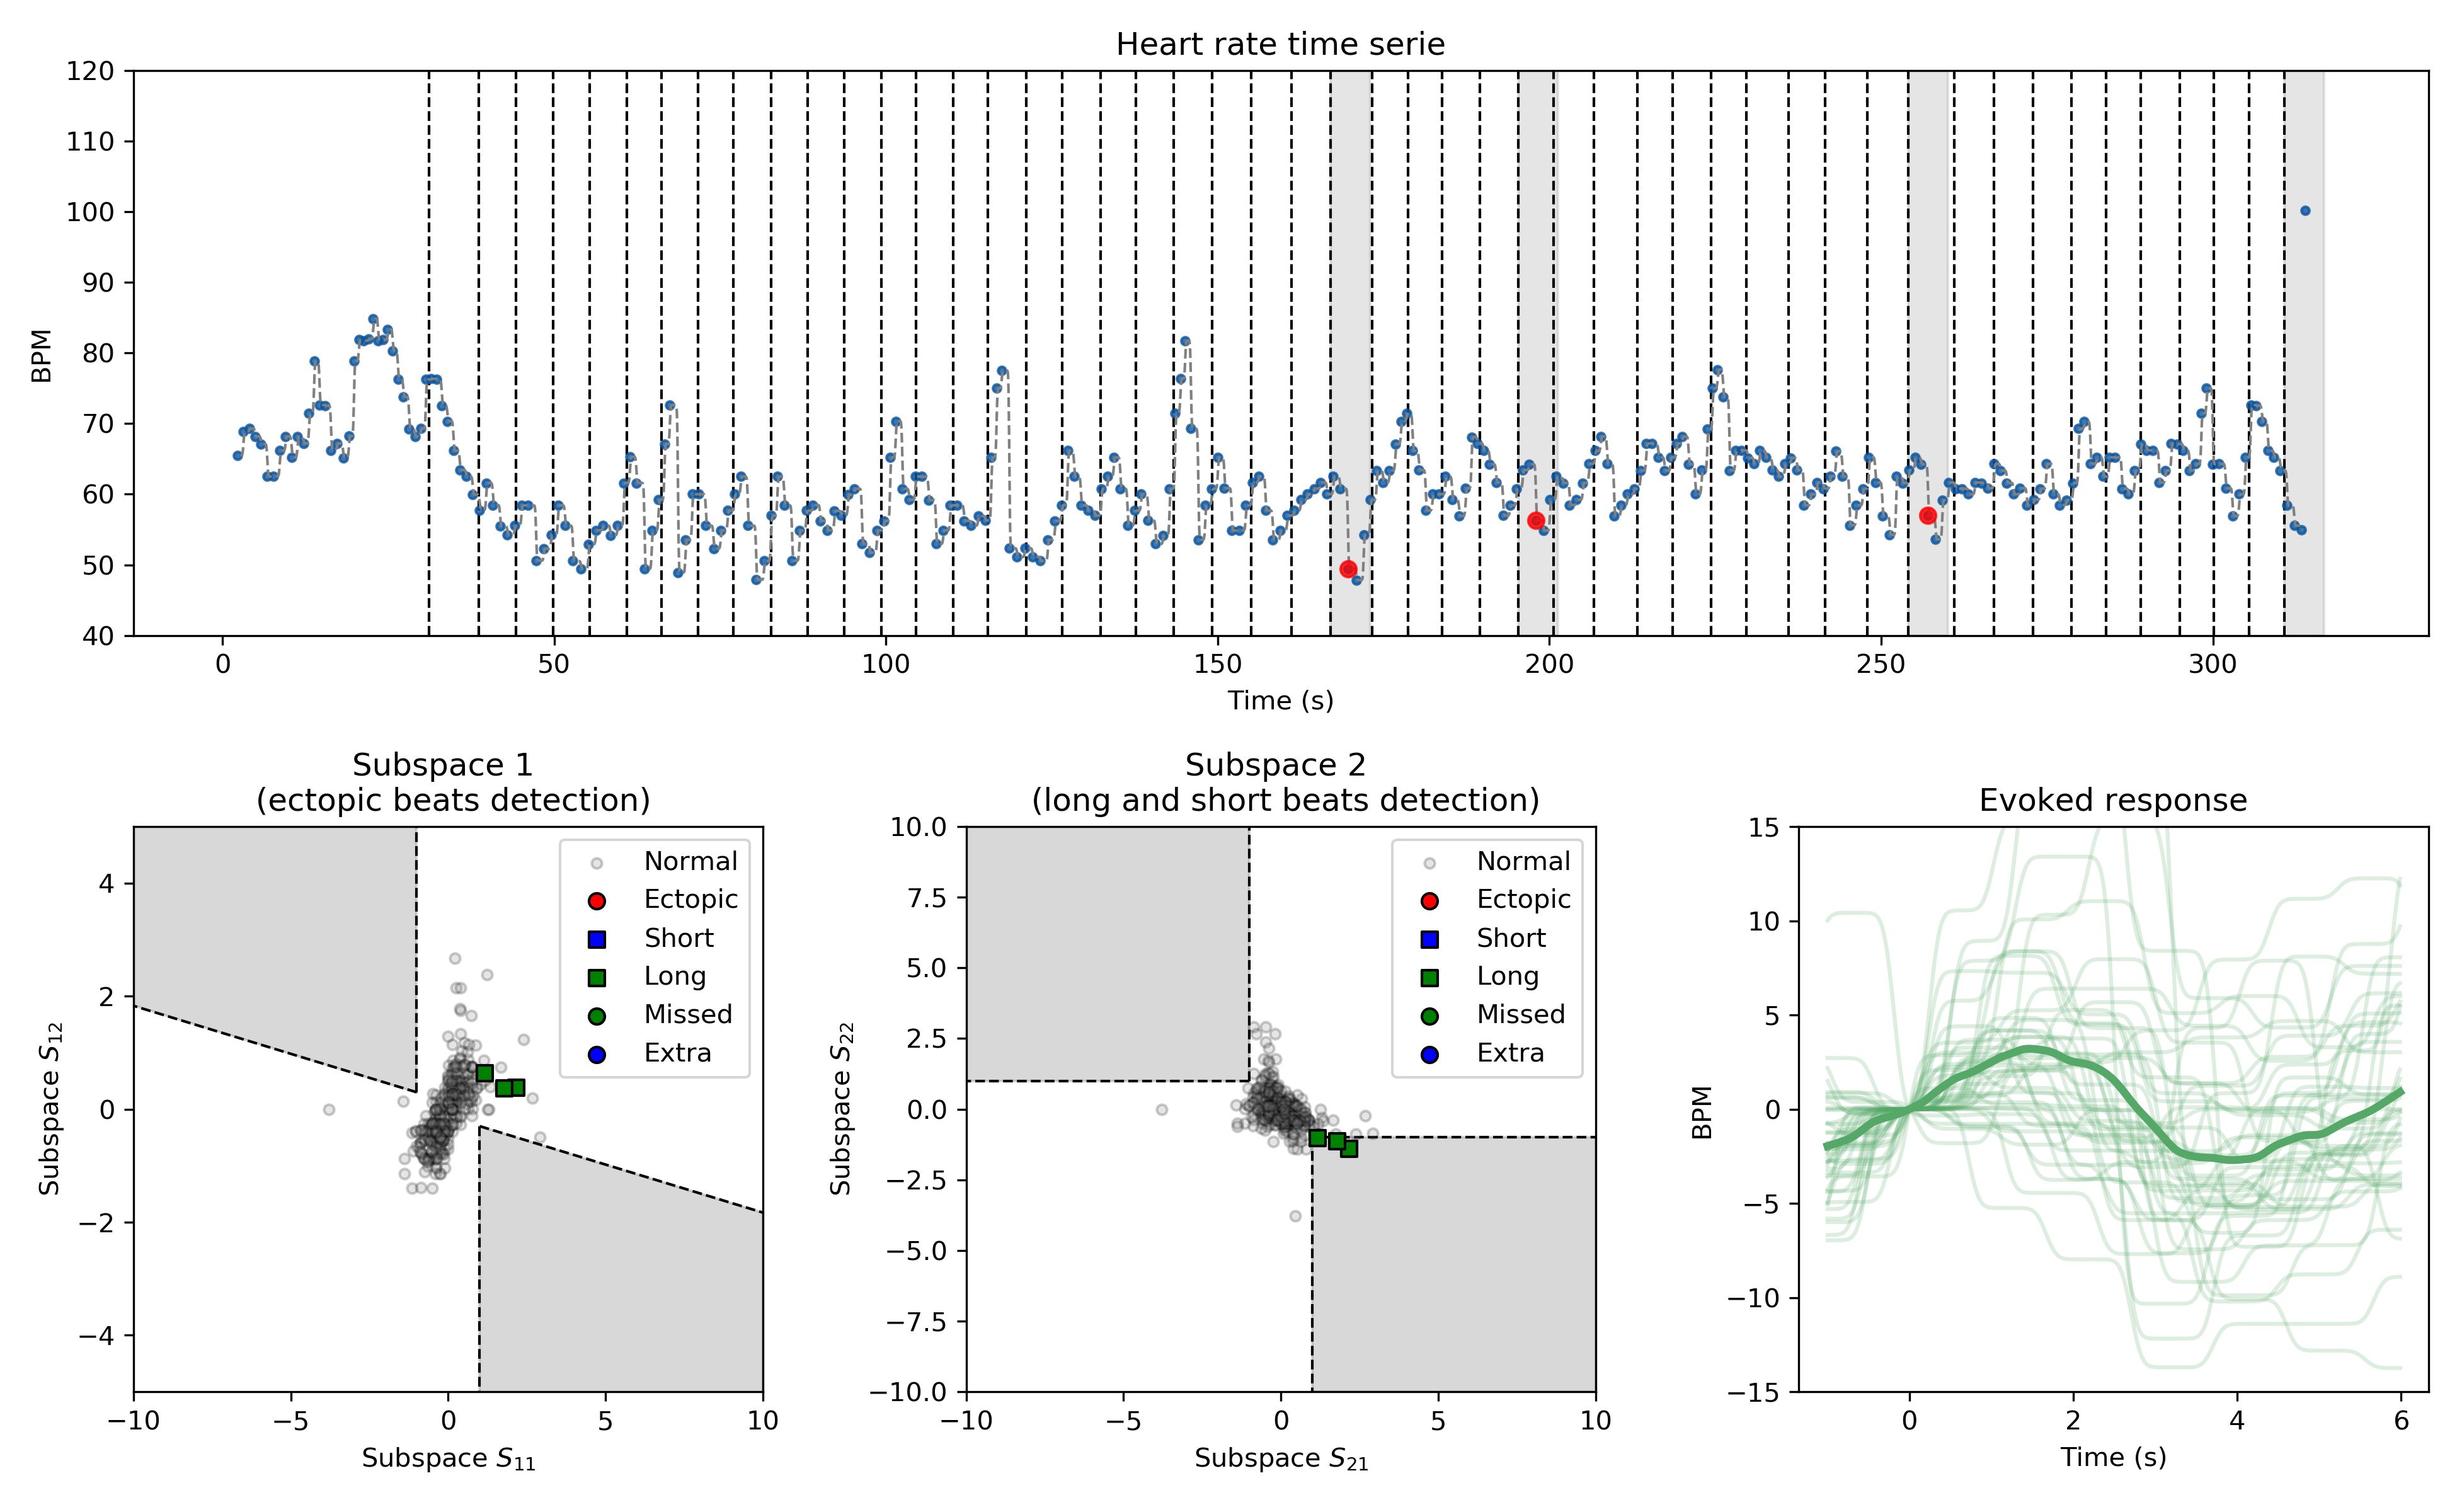 Heart rate time serie
BPM
120
110
100
90
80
70
60
50
40
0
50
100
150
200
250
300
Time (s)
Subspace 1
(ectopic beats detection)
Subspace S₁₂
4
2
0
−2
−4
Normal
Ectopic
Short
Long
Missed
Extra
−10
−5
0
5
10
Subspace S₁₁
Subspace 2
(long and short beats detection)
Subspace S₂₂
10.0
7.5
5.0
2.5
0.0
−2.5
−5.0
−7.5
−10.0
Normal
Ectopic
Short
Long
Missed
Extra
−10
−5
0
5
10
Subspace S₂₁
Evoked response
BPM
15
10
5
0
−5
−10
−15
0
2
4
6
Time (s)